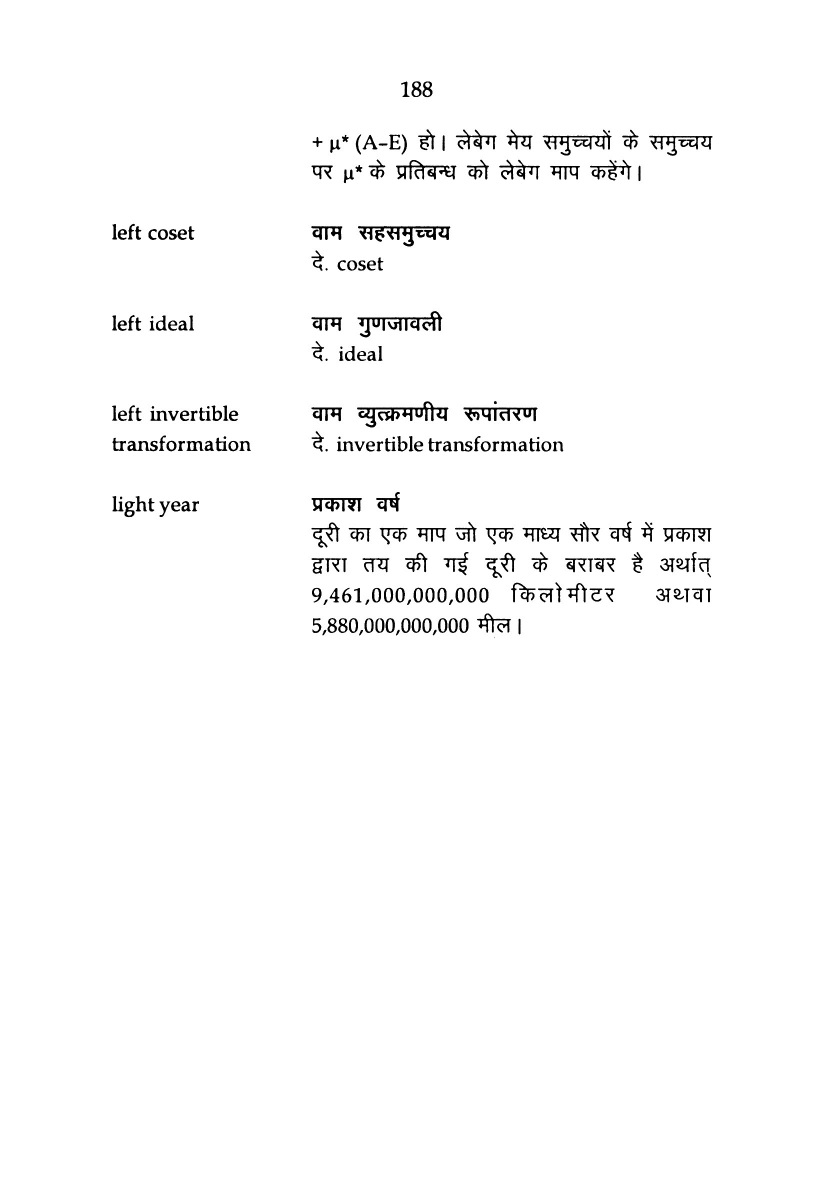 188
+ μ* (A–E) हो। लेबेग मेय समुच्चयों के समुच्चय
पर μ* के प्रतिबन्ध को लेबेग माप कहेंगे।
left coset वाम सहसमुच्चय
दे. coset
left ideal वाम गुणजावली
दे. ideal
left invertible वाम व्युत्क्रमणीय रूपांतरण
transformation दे. invertible transformation
light year प्रकाश वर्ष
दूरी का एक माप जो एक माध्य सौर वर्ष में प्रकाश
द्वारा तय की गई दूरी के बराबर है अर्थात्
9,461,000,000,000 किलोमीटर अथवा
5,880,000,000,000 मील।